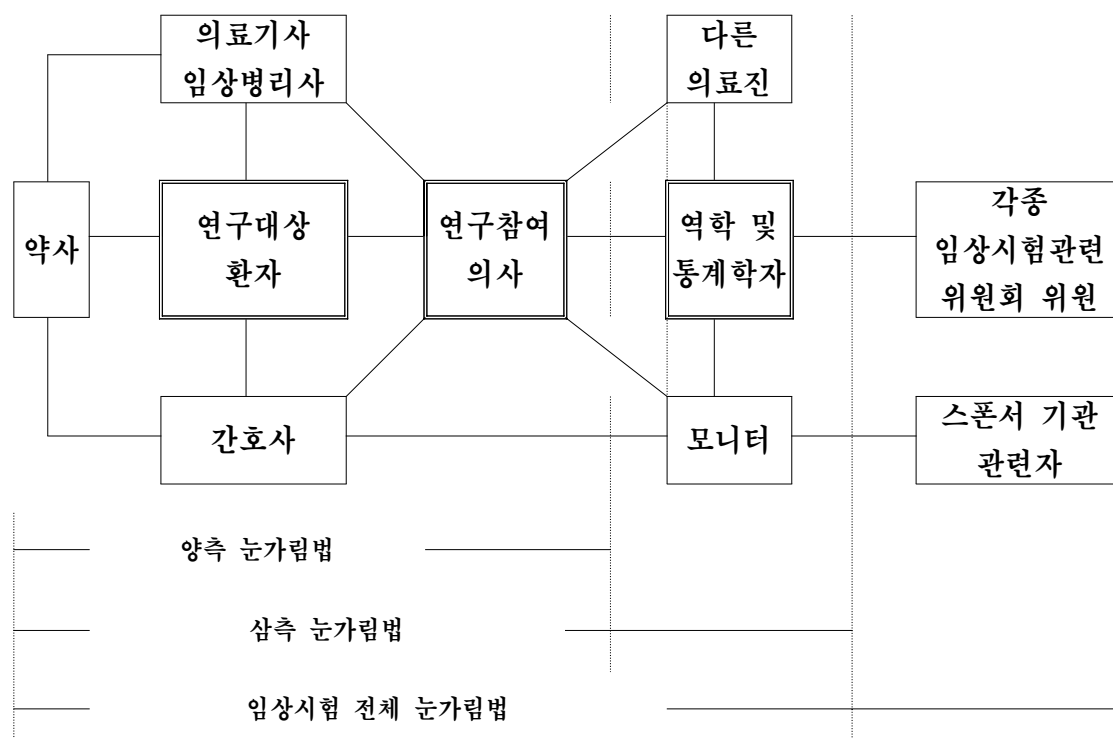 의료기사
임상병리사
다른
의료진
약사
연구대상
환자
연구참여
의사
역학 및
통계학자
각종
임상시험관련
위원회 위원
간호사
모니터
스폰서 기관
관련자
양측 눈가림법
삼측 눈가림법
임상시험 전체 눈가림법